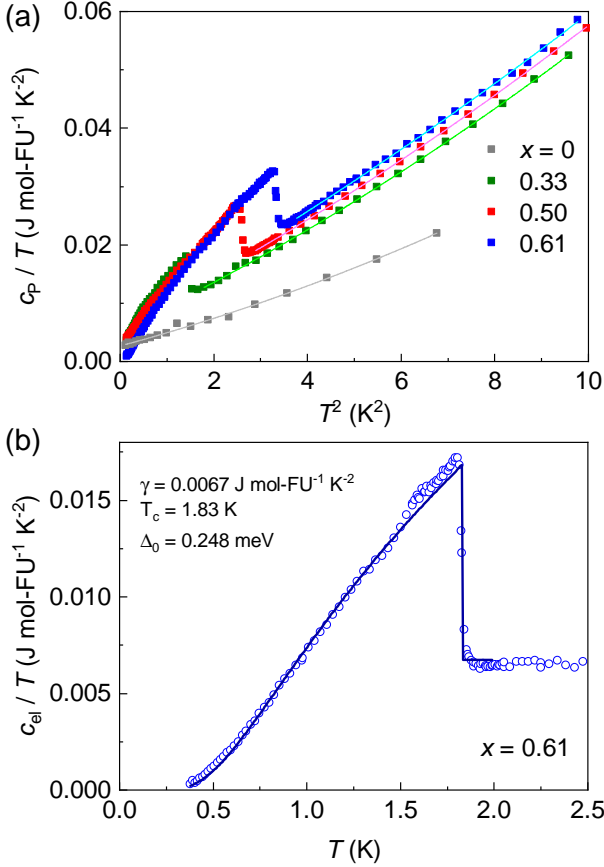 (a)
0.06
0.04
0.02
0.00
c_P / T (J mol-FU⁻¹ K⁻²)
x = 0
0.33
0.50
0.61
0 2 4 6 8 10
T² (K²)
(b)
γ = 0.0067 J mol-FU⁻¹ K⁻²
T_c = 1.83 K
Δ₀ = 0.248 meV
0.015
0.010
0.005
0.000
c_el / T (J mol-FU⁻¹ K⁻²)
x = 0.61
0.0 0.5 1.0 1.5 2.0 2.5
T (K)